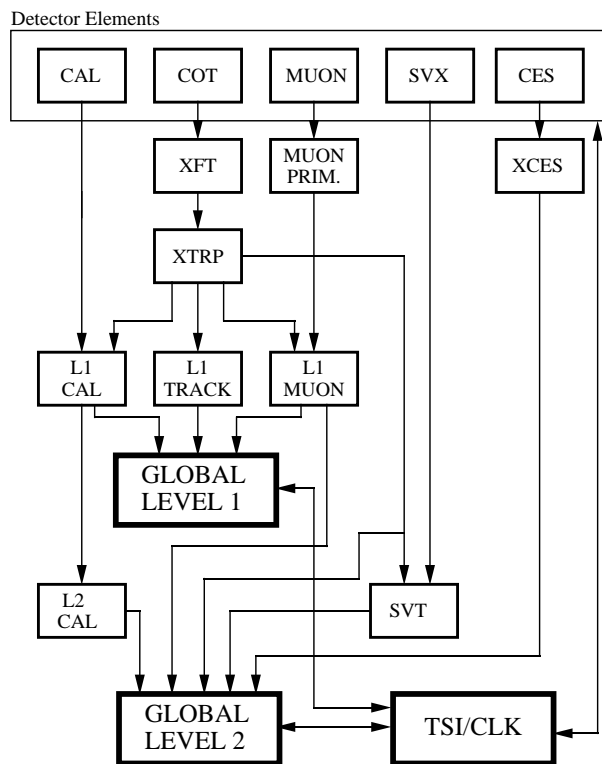 Detector Elements
CAL
COT
MUON
SVX
CES
XFT
MUON
PRIM.
XCES
XTRP
L1
CAL
L1
TRACK
L1
MUON
GLOBAL
LEVEL 1
L2
CAL
SVT
GLOBAL
LEVEL 2
TSI/CLK